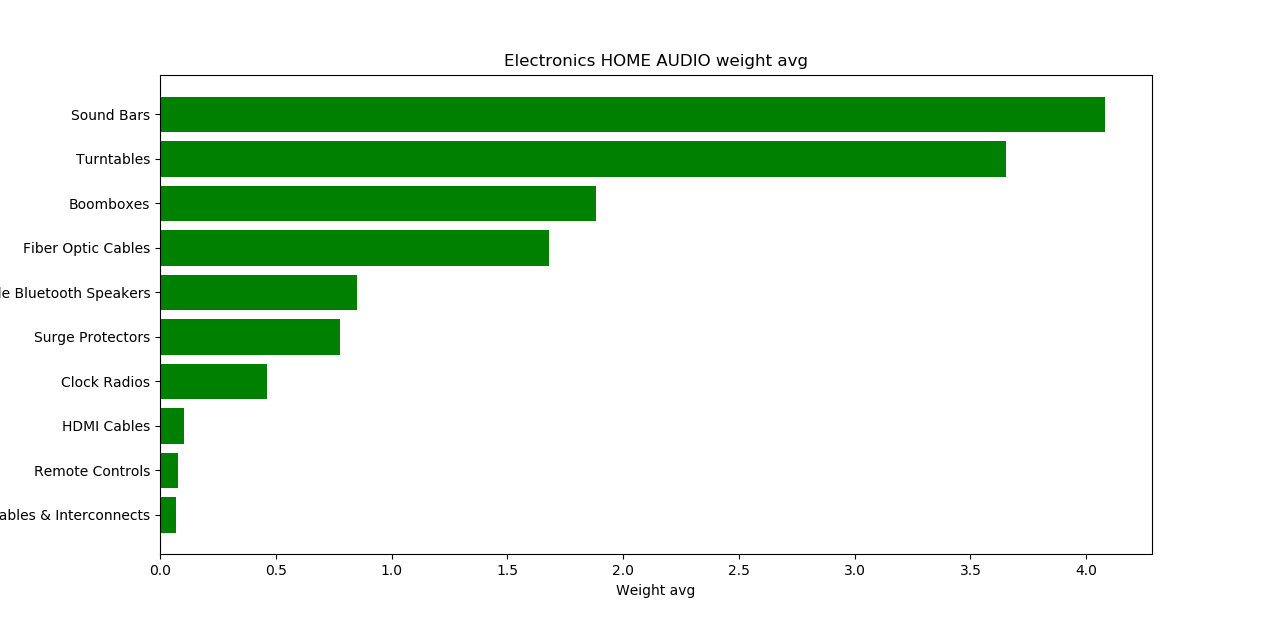 Electronics HOME AUDIO weight avg
Sound Bars
Turntables
Boomboxes
Fiber Optic Cables
Bluetooth Speakers
Surge Protectors
Clock Radios
HDMI Cables
Remote Controls
& Interconnects
0.0 0.5 1.0 1.5 2.0 2.5 3.0 3.5 4.0
Weight avg